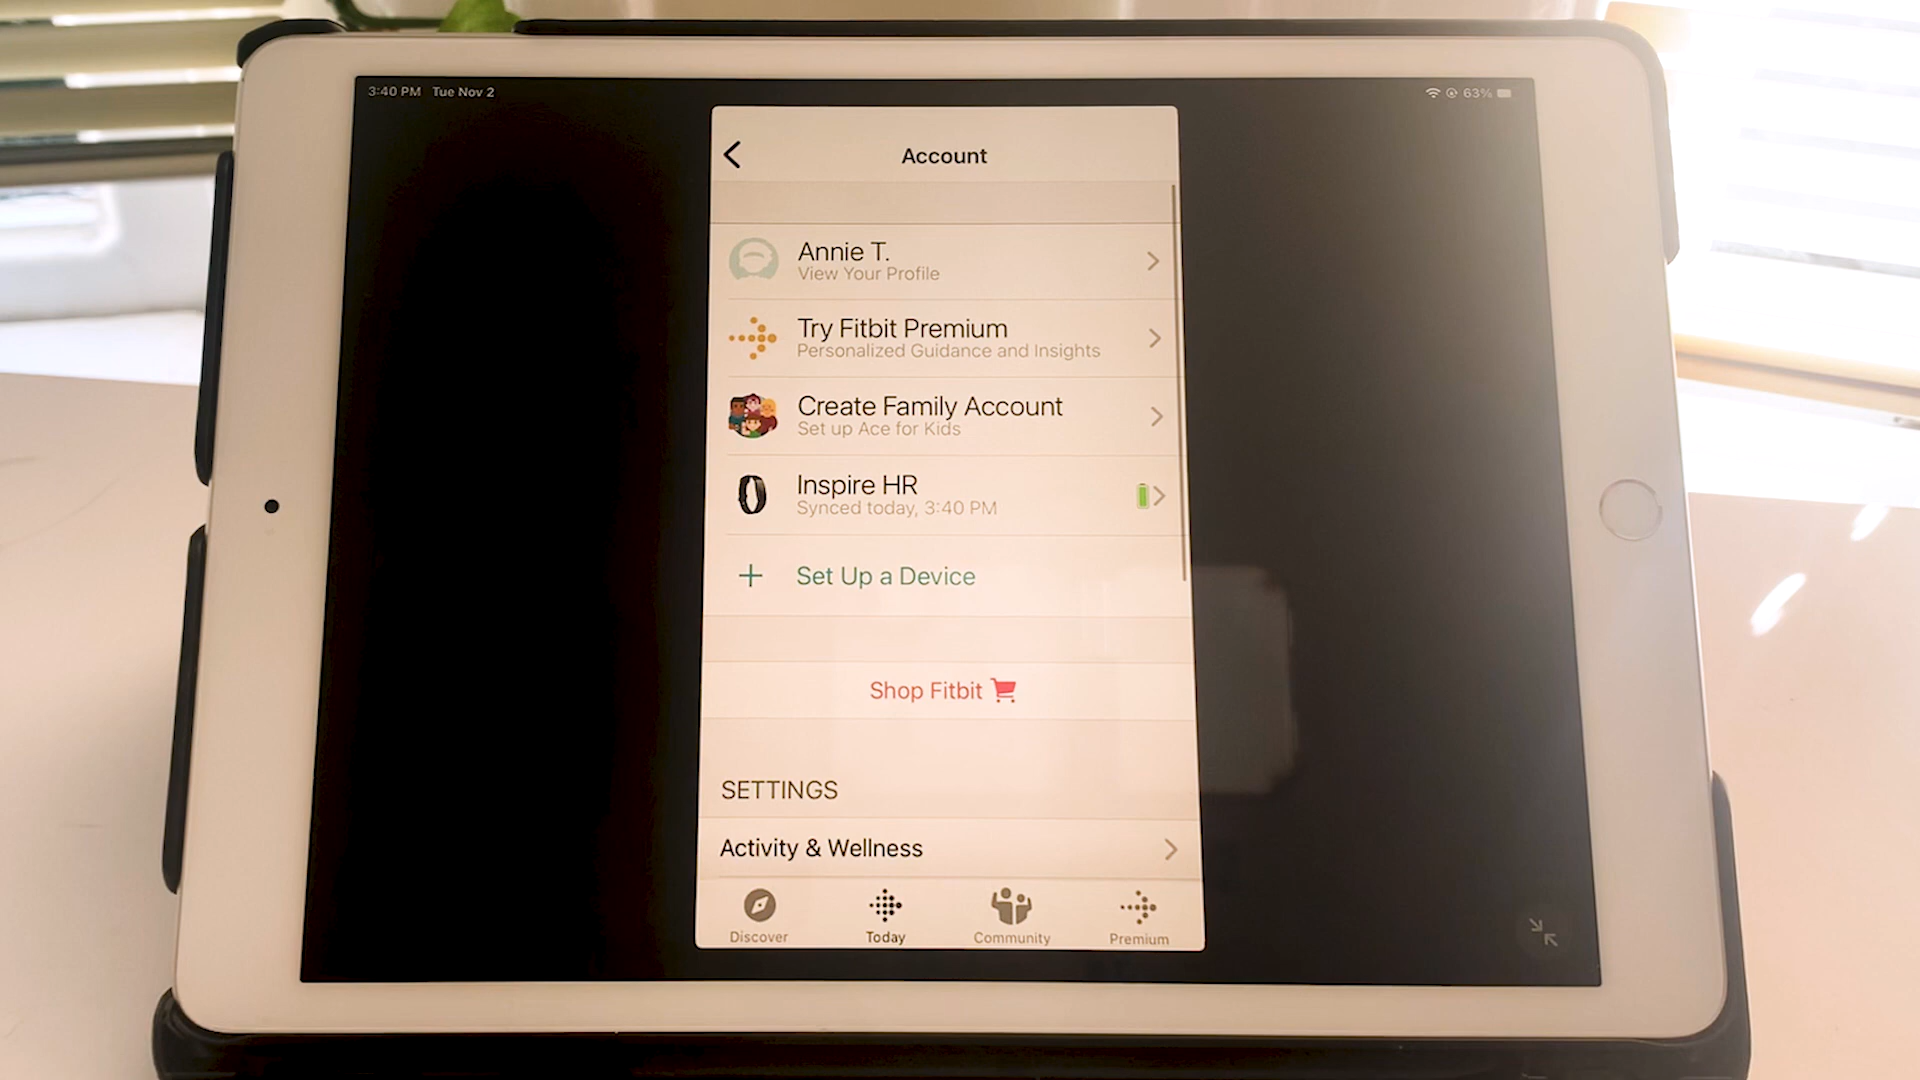 3:40 PM Tue Nov 2
63%
Account
Annie T.
View Your Profile
Try Fitbit Premium
Personalized Guidance and Insights
Create Family Account
Set up Ace for Kids
Inspire HR
Synced today, 3:40 PM
Set Up a Device
Shop Fitbit
SETTINGS
Activity & Wellness
Discover
Today
Community
Premium